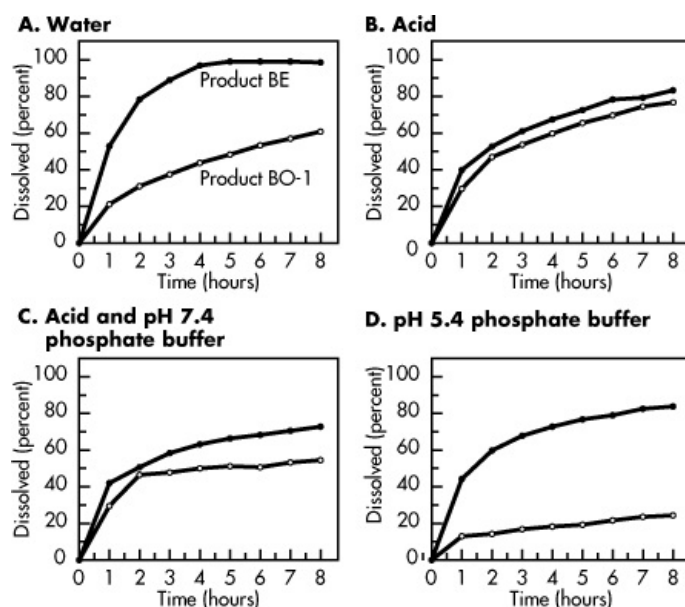 A. Water
100
80
60
40
20
0
Dissolved (percent)
Product BE
Product BO-1
0 1 2 3 4 5 6 7 8
Time (hours)
B. Acid
100
80
60
40
20
0
Dissolved (percent)
0 1 2 3 4 5 6 7 8
Time (hours)
C. Acid and pH 7.4
phosphate buffer
100
80
60
40
20
0
Dissolved (percent)
0 1 2 3 4 5 6 7 8
Time (hours)
D. pH 5.4 phosphate buffer
100
80
60
40
20
0
Dissolved (percent)
0 1 2 3 4 5 6 7 8
Time (hours)